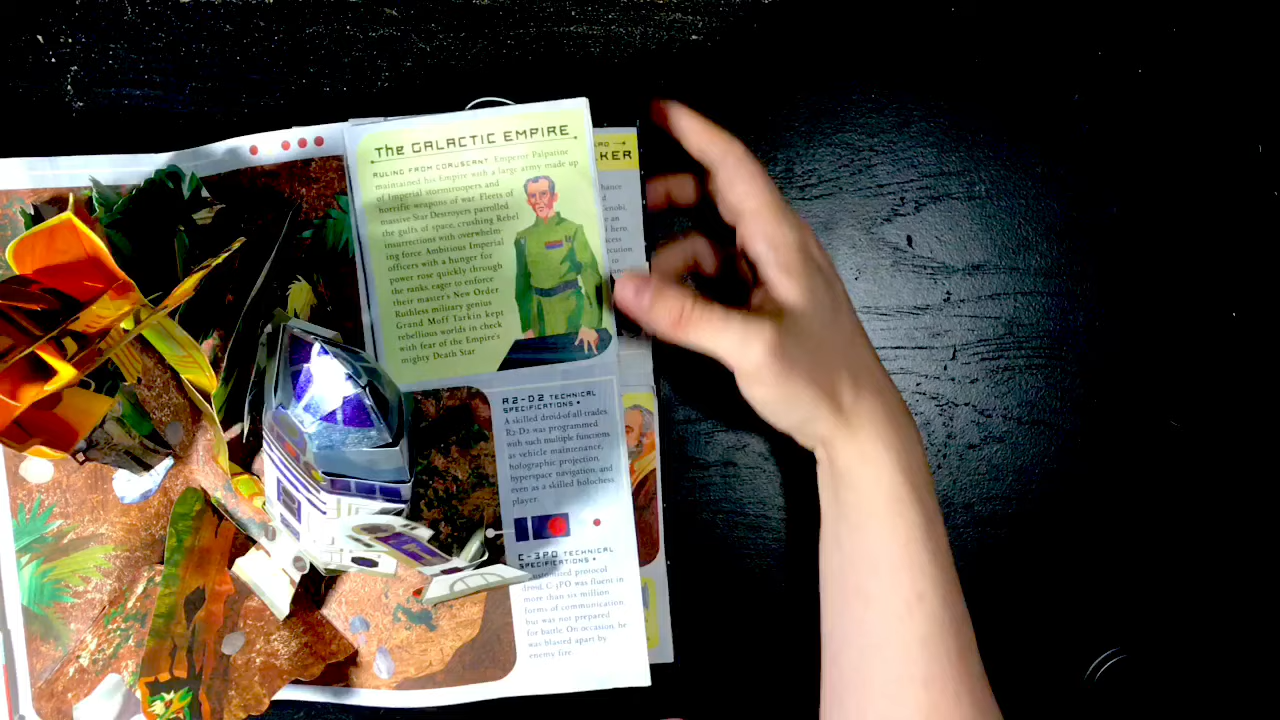 The GALACTIC EMPIRE
RULING FROM CORUSCANT, Emperor Palpatine
maintained his Empire with a large army made up
of Imperial stormtroopers and
horrific weapons of war. Fleets of
massive Star Destroyers patrolled
the gulfs of space, crushing Rebel
insurrections with overwhelm-
ing force. Ambitious Imperial
officers with a hunger for
power rose quickly through
the ranks, eager to enforce
their master's New Order.
Ruthless military genius
Grand Moff Tarkin kept
rebellious worlds in check
with fear of the Empire's
mighty Death Star.
KER
R2-D2 TECHNICAL
SPECIFICATIONS
A skilled droid-of-all-trades,
R2-D2 was programmed
with such multiple functions
as vehicle maintenance,
holographic projection,
hyperspace navigation, and
even as a skilled holochess
player.
C-3PO TECHNICAL
SPECIFICATIONS
customized protocol
droid, C-3PO was fluent in
more than six million
forms of communication,
but was not prepared
for battle. On occasion, he
was blasted apart by
enemy fire.